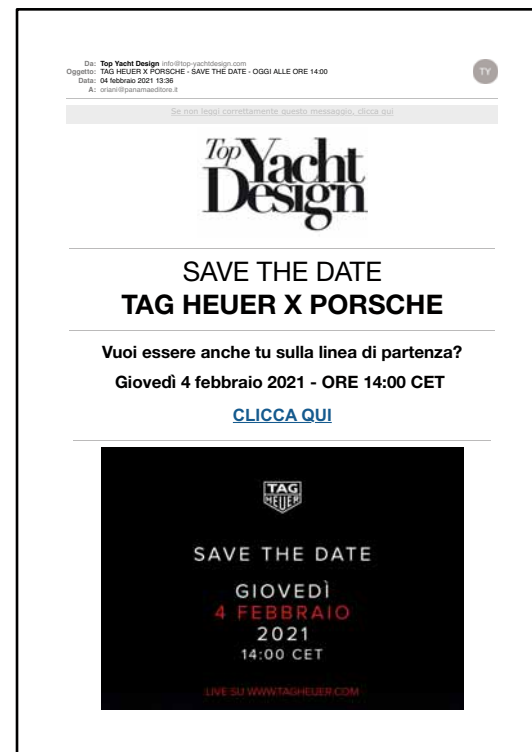 Da: Top Yacht Design info@top-yachtdesign.com
Oggetto: TAG HEUER X PORSCHE - SAVE THE DATE - OGGI ALLE ORE 14:00
Data: 04 febbraio 2021 13:36
A: oriani@panamaeditore.it
TY
Se non leggi correttamente questo messaggio, clicca qui
Top Yacht
Design
SAVE THE DATE
TAG HEUER X PORSCHE
Vuoi essere anche tu sulla linea di partenza?
Giovedì 4 febbraio 2021 - ORE 14:00 CET
CLICCA QUI
TAG
HEUER
SAVE THE DATE
GIOVEDÌ
4 FEBBRAIO
2021
14:00 CET
LIVE SU WWW.TAGHEUER.COM